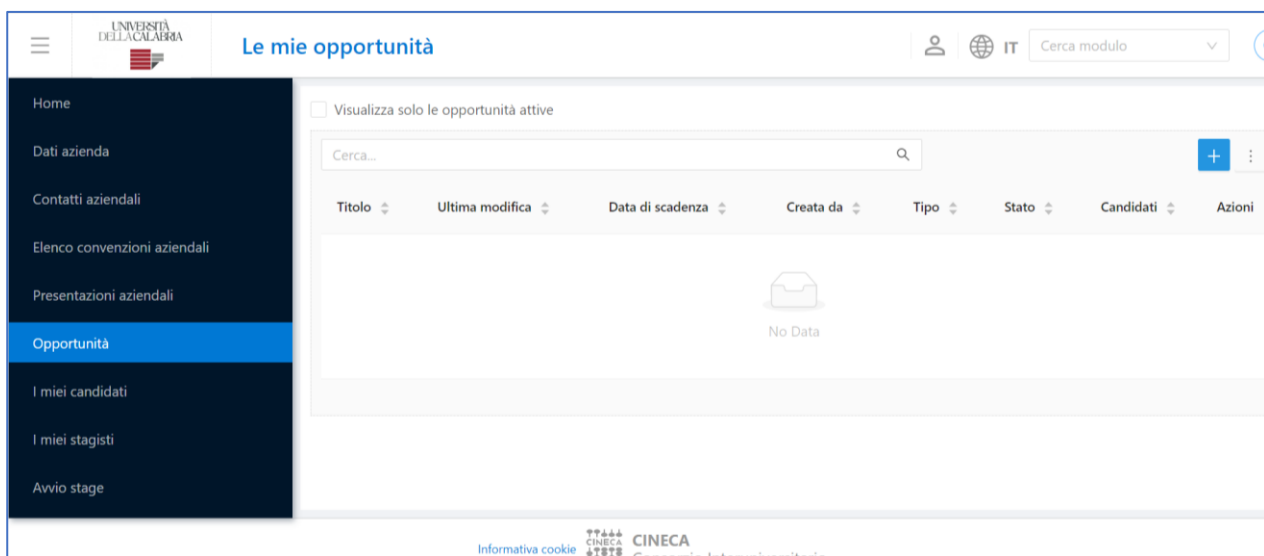 UNIVERSITÀ
DELLA CALABRIA
Le mie opportunità
IT
Cerca modulo
Home
Dati azienda
Contatti aziendali
Elenco convenzioni aziendali
Presentazioni aziendali
Opportunità
I miei candidati
I miei stagisti
Avvio stage
Visualizza solo le opportunità attive
Cerca...
Titolo Ultima modifica Data di scadenza Creata da Tipo Stato Candidati Azioni
No Data
Informativa cookie
CINECA
CINECA
Consorzio Interuniversitario